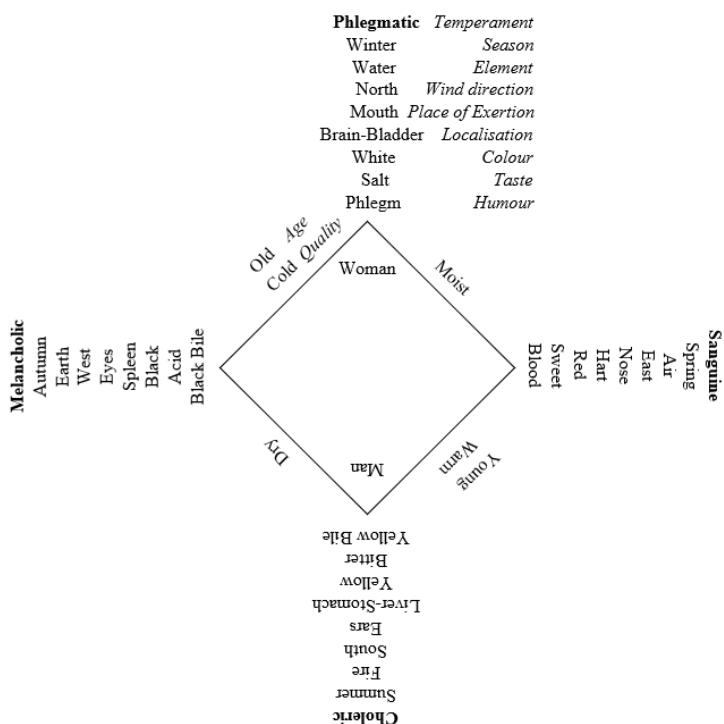 Phlegmatic Temperament
Winter Season
Water Element
North Wind direction
Mouth Place of Exertion
Brain-Bladder Localisation
White Colour
Salt Taste
Phlegm Humour
Old Age
Cold Quality
Woman
Moist
Melancholic
Autumn
Earth
West
Eyes
Spleen
Black
Acid
Black Bile
Sanguine
Spring
Air
East
Nose
Hart
Red
Sweet
Blood
Dry
Man
Young
Warm
Yellow Bile
Bitter
Yellow
Liver-Stomach
Ears
South
Fire
Summer
Choleric